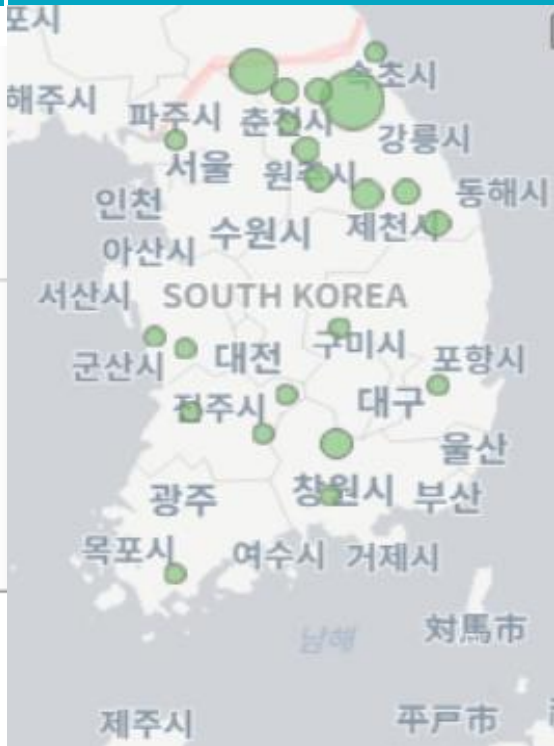 포시
속초시
해주시
파주시
춘천시
강릉시
서울
원주시
동해시
인천
제천시
수원시
아산시
서산시
SOUTH KOREA
구미시
대전
포항시
군산시
전주시
대구
울산
창원시
부산
광주
목포시
여수시
거제시
対馬市
남해
平戸市
제주시